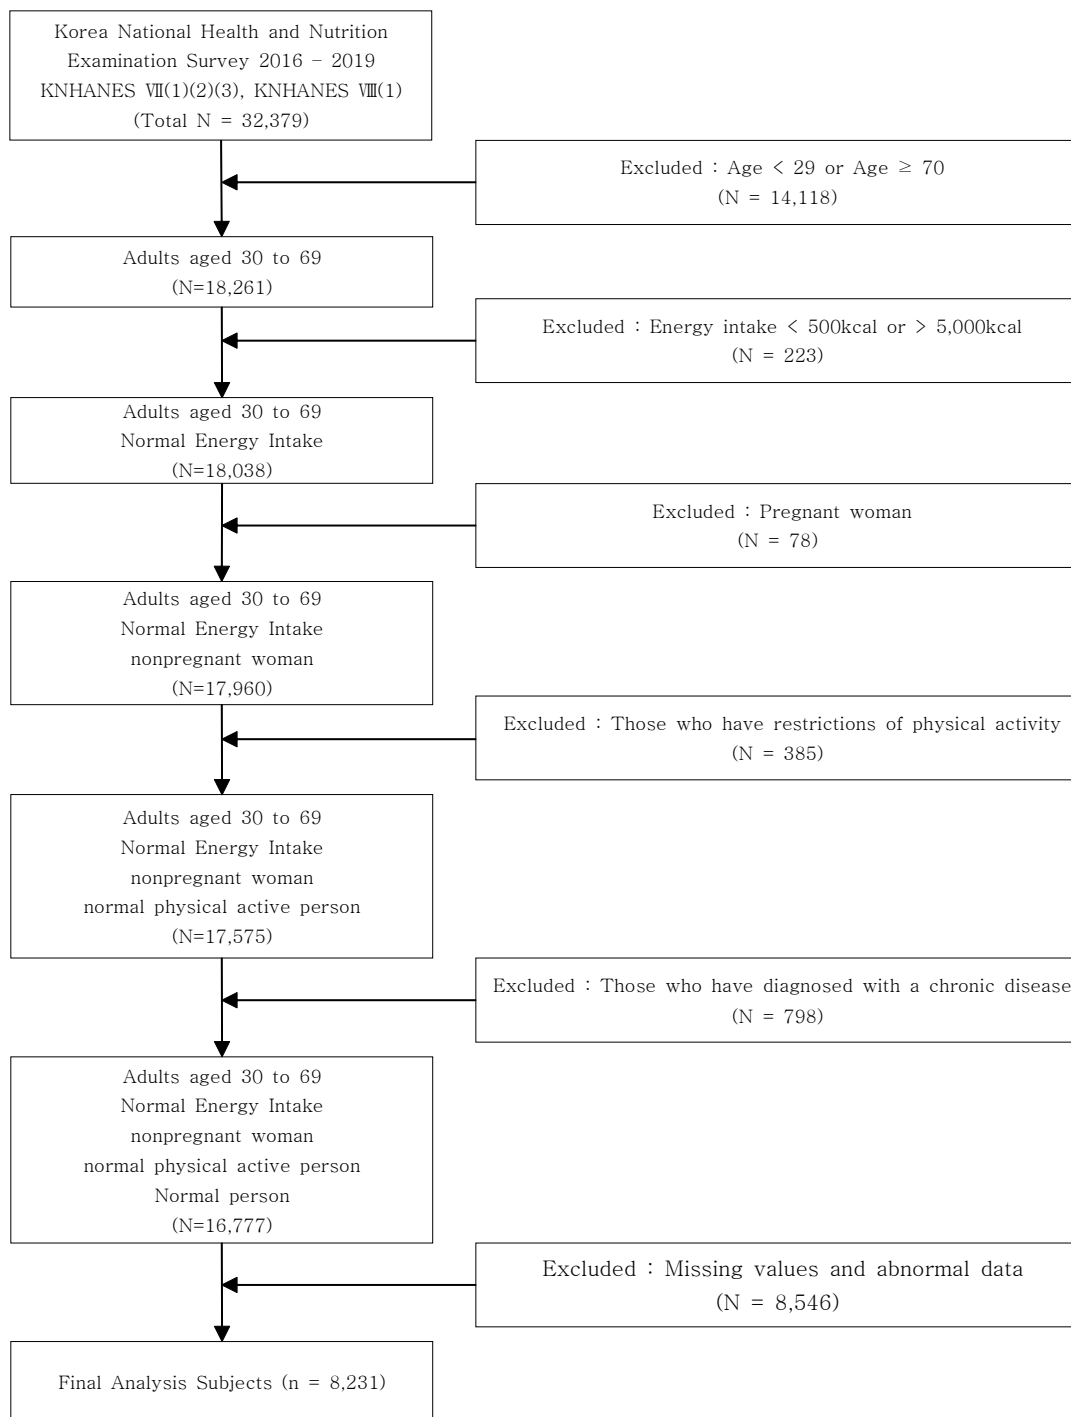 Korea National Health and Nutrition
Examination Survey 2016 – 2019
KNHANES Ⅶ(1)(2)(3), KNHANES Ⅷ(1)
(Total N = 32,379)
Excluded : Age < 29 or Age ≥ 70
(N = 14,118)
Adults aged 30 to 69
(N=18,261)
Excluded : Energy intake < 500kcal or > 5,000kcal
(N = 223)
Adults aged 30 to 69
Normal Energy Intake
(N=18,038)
Excluded : Pregnant woman
(N = 78)
Adults aged 30 to 69
Normal Energy Intake
nonpregnant woman
(N=17,960)
Excluded : Those who have restrictions of physical activity
(N = 385)
Adults aged 30 to 69
Normal Energy Intake
nonpregnant woman
normal physical active person
(N=17,575)
Excluded : Those who have diagnosed with a chronic disease
(N = 798)
Adults aged 30 to 69
Normal Energy Intake
nonpregnant woman
normal physical active person
Normal person
(N=16,777)
Excluded : Missing values and abnormal data
(N = 8,546)
Final Analysis Subjects (n = 8,231)